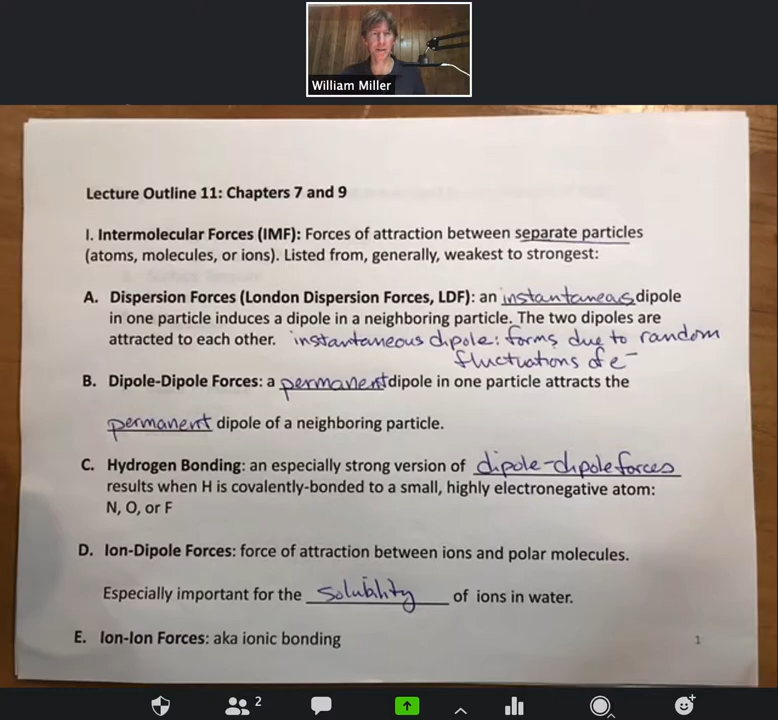 William Miller
Lecture Outline 11: Chapters 7 and 9
I. Intermolecular Forces (IMF): Forces of attraction between separate particles
(atoms, molecules, or ions). Listed from, generally, weakest to strongest:
A. Dispersion Forces (London Dispersion Forces, LDF): an instantaneous dipole
in one particle induces a dipole in a neighboring particle. The two dipoles are
attracted to each other. instantaneous dipole: forms due to random
fluctuations of e⁻
B. Dipole-Dipole Forces: a permanent dipole in one particle attracts the
permanent dipole of a neighboring particle.
C. Hydrogen Bonding: an especially strong version of dipole-dipole forces
results when H is covalently-bonded to a small, highly electronegative atom:
N, O, or F
D. Ion-Dipole Forces: force of attraction between ions and polar molecules.
Especially important for the solubility of ions in water.
E. Ion-Ion Forces: aka ionic bonding
1
2